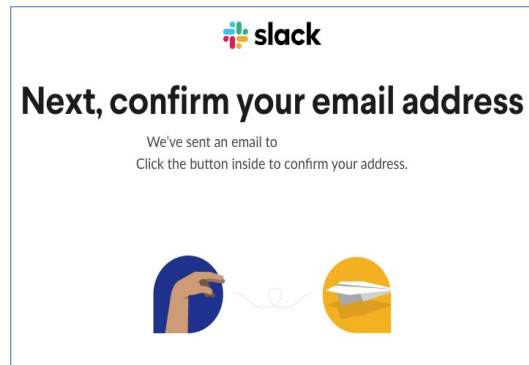 slack
Next, confirm your email address
We've sent an email to
Click the button inside to confirm your address.